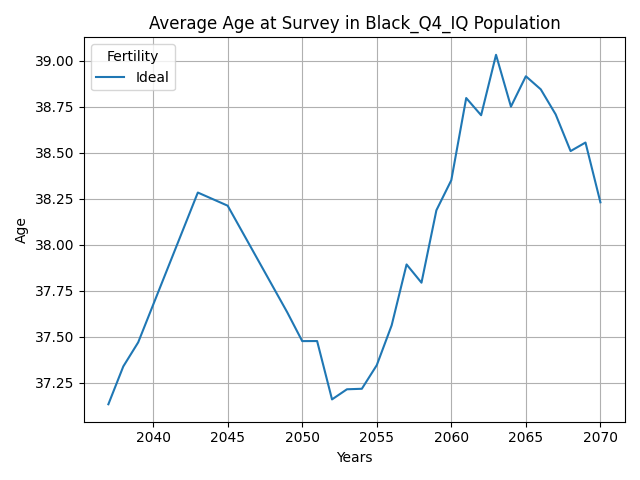 Average Age at Survey in Black_Q4_IQ Population
Fertility
Ideal
39.00
38.75
38.50
38.25
38.00
37.75
37.50
37.25
Age
2040 2045 2050 2055 2060 2065 2070
Years